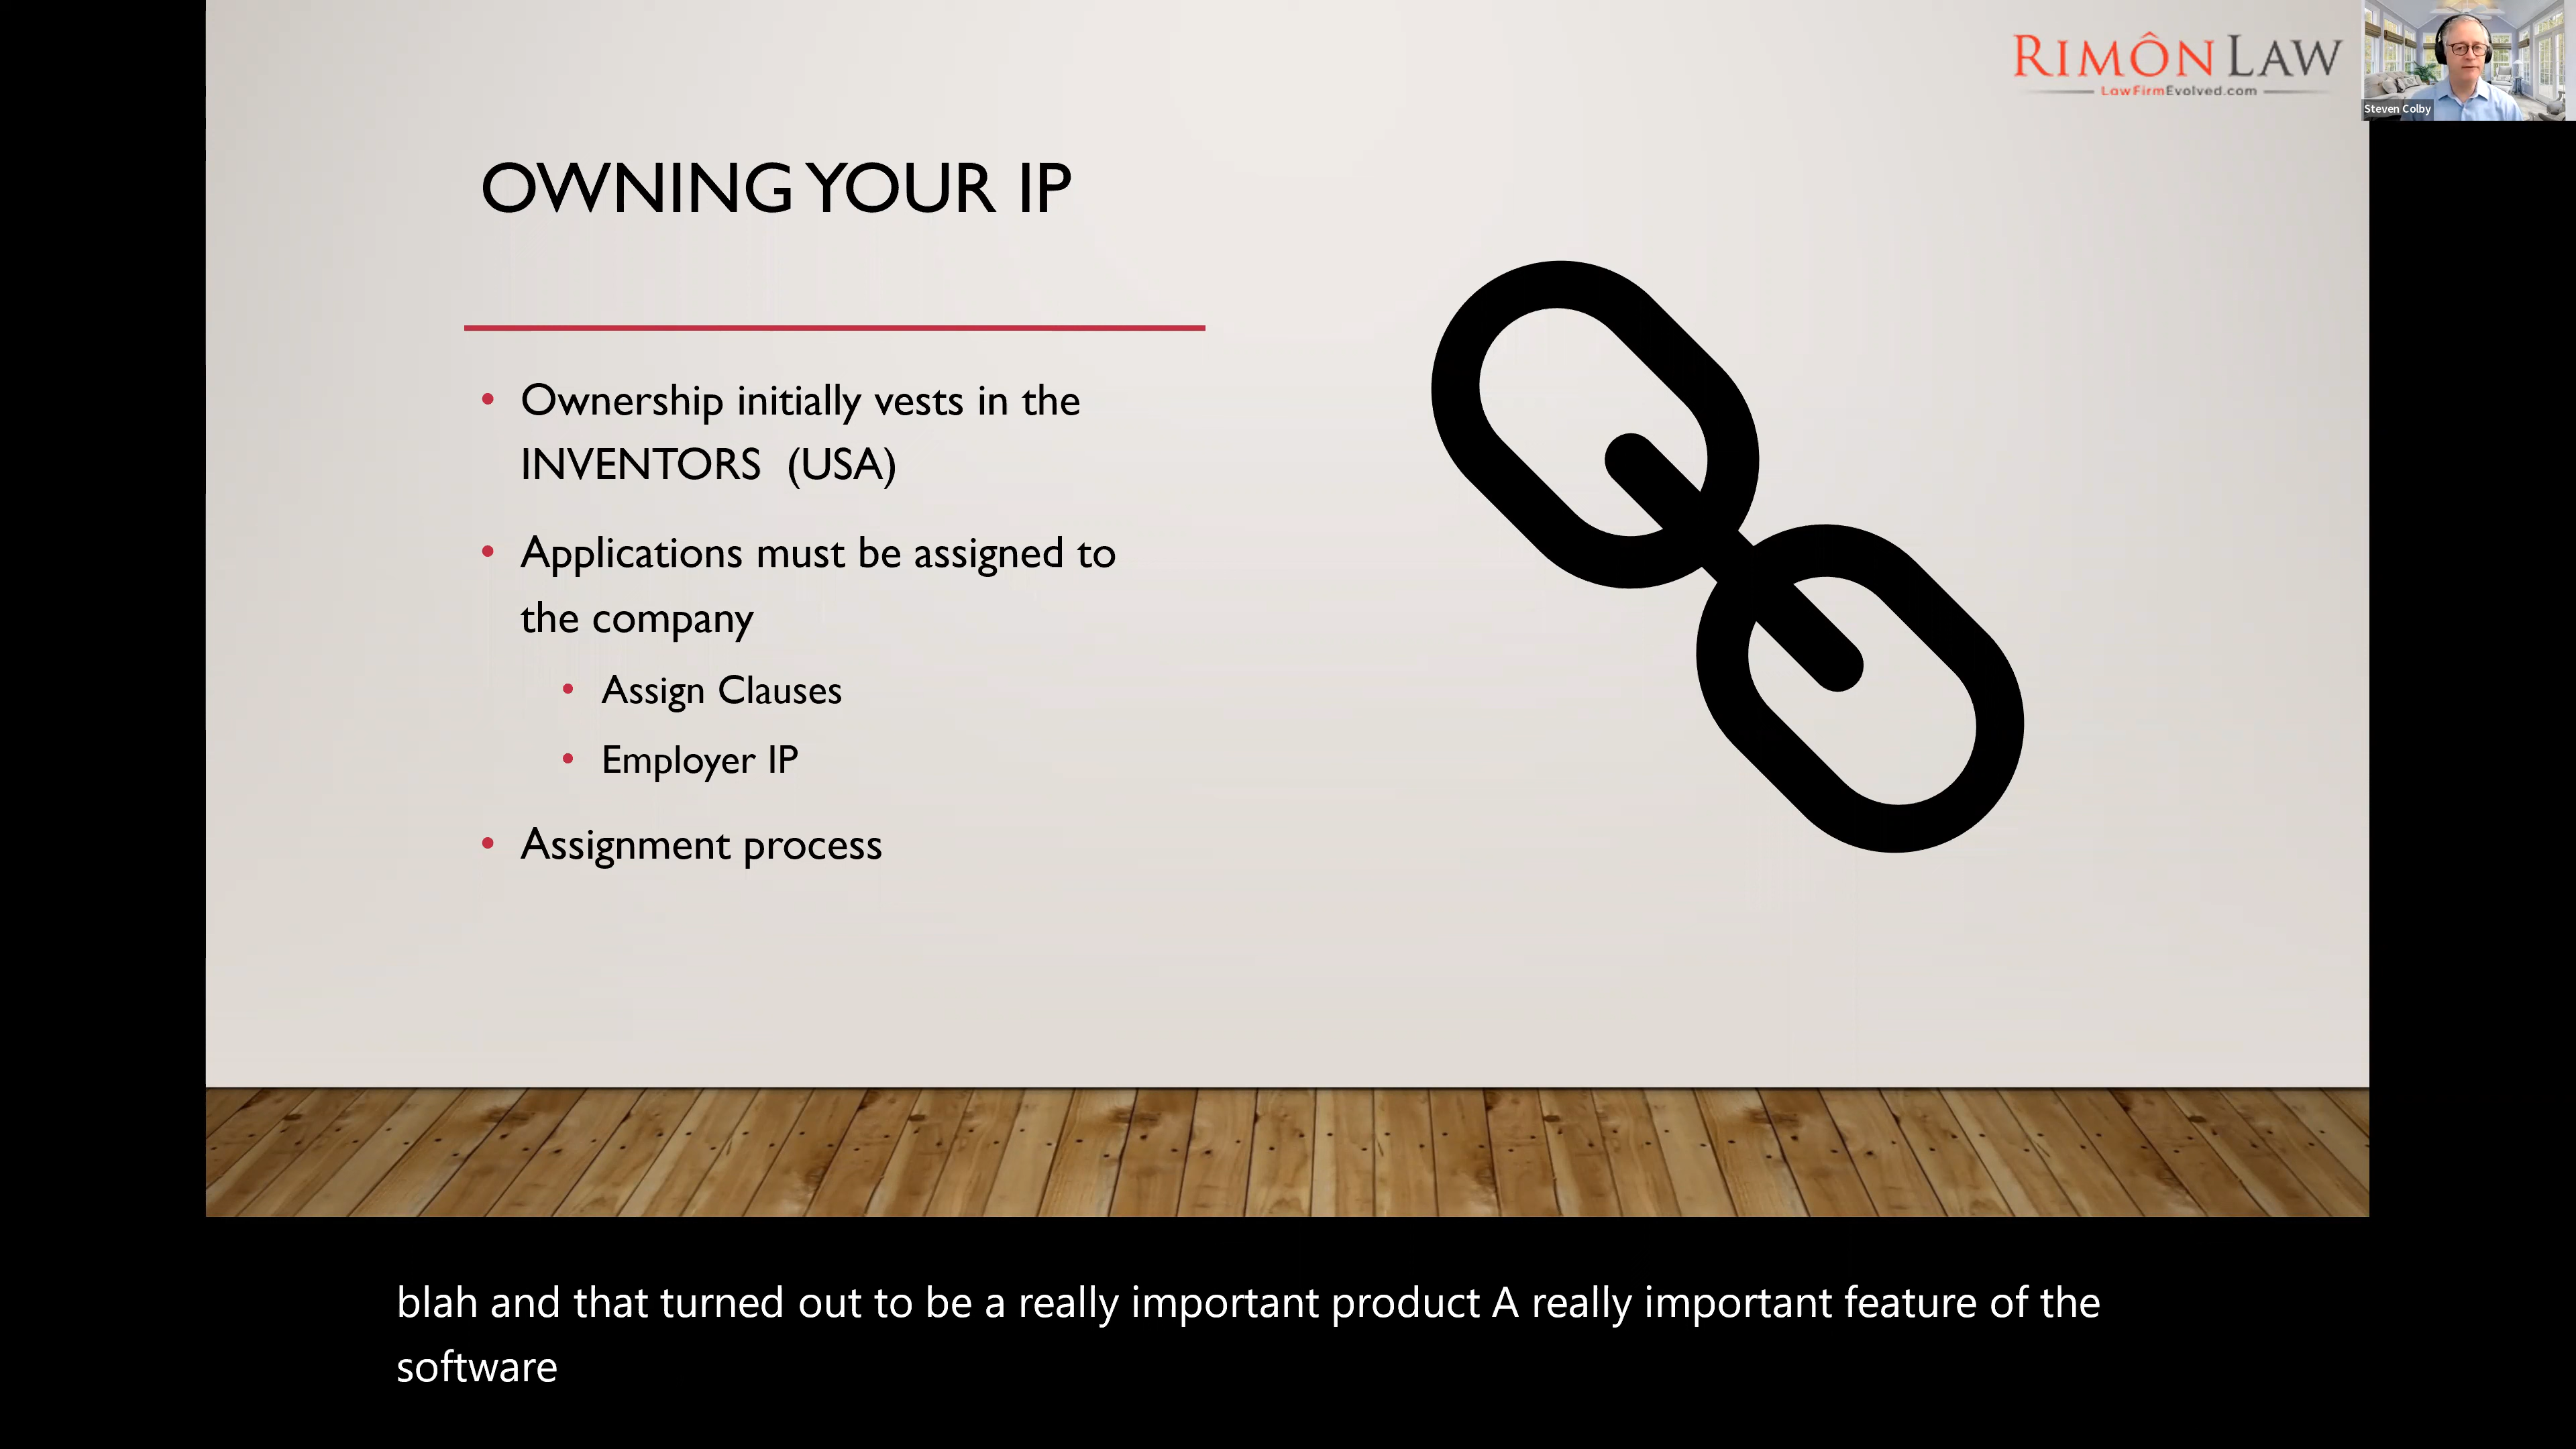 RIMÔN LAW
LawFirmEvolved.com
Steven Colby
OWNING YOUR IP
• Ownership initially vests in the
INVENTORS (USA)
• Applications must be assigned to
the company
• Assign Clauses
• Employer IP
• Assignment process
blah and that turned out to be a really important product A really important feature of the
software